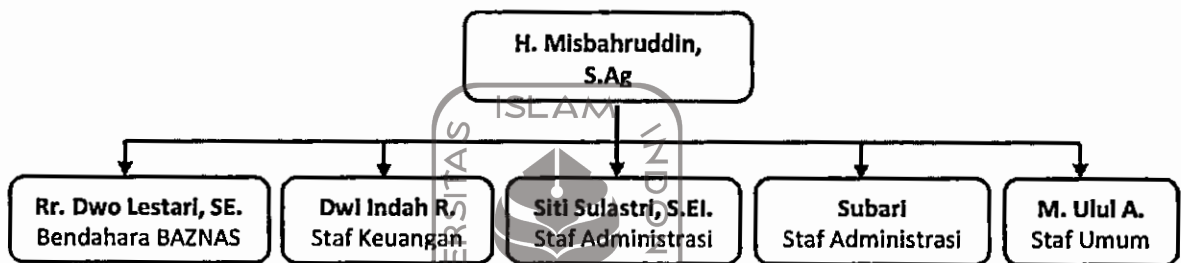 H. Misbahruddin,
S.Ag
ISLAM
Rr. Dwo Lestari, SE.
Bendahara BAZNAS
Dwi Indah R.
Staf Keuangan
Siti Sulastri, S.EI.
Staf Administrasi
Subari
Staf Administrasi
M. Ulul A.
Staf Umum